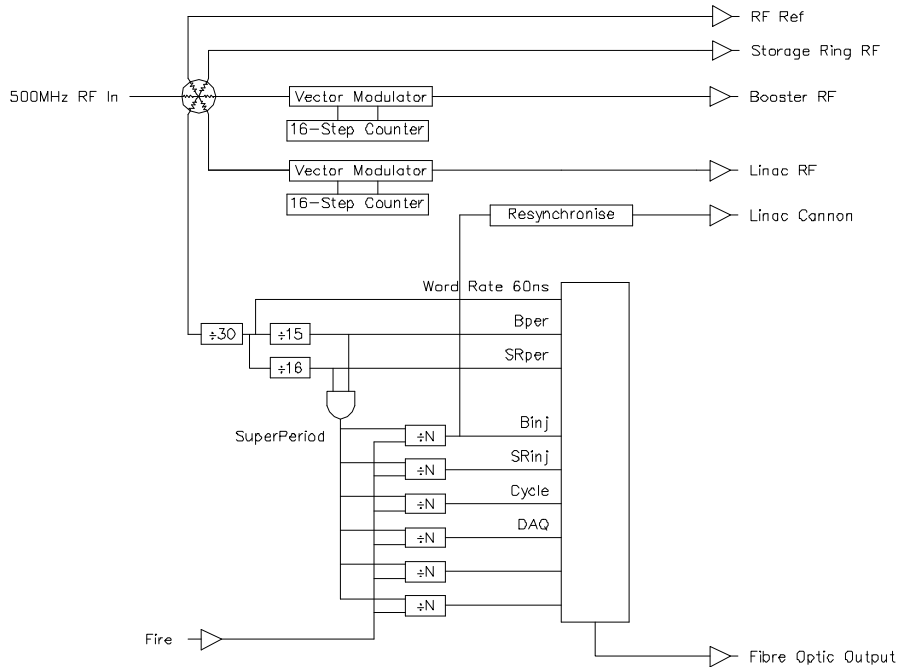 RF Ref
Storage Ring RF
500MHz RF In
Vector Modulator
Booster RF
16-Step Counter
Vector Modulator
Linac RF
16-Step Counter
Resynchronise
Linac Cannon
Word Rate 60ns
Bper
÷30
÷15
SRper
÷16
Binj
SuperPeriod
÷N
SRinj
÷N
Cycle
÷N
DAQ
÷N
÷N
÷N
Fire
Fibre Optic Output